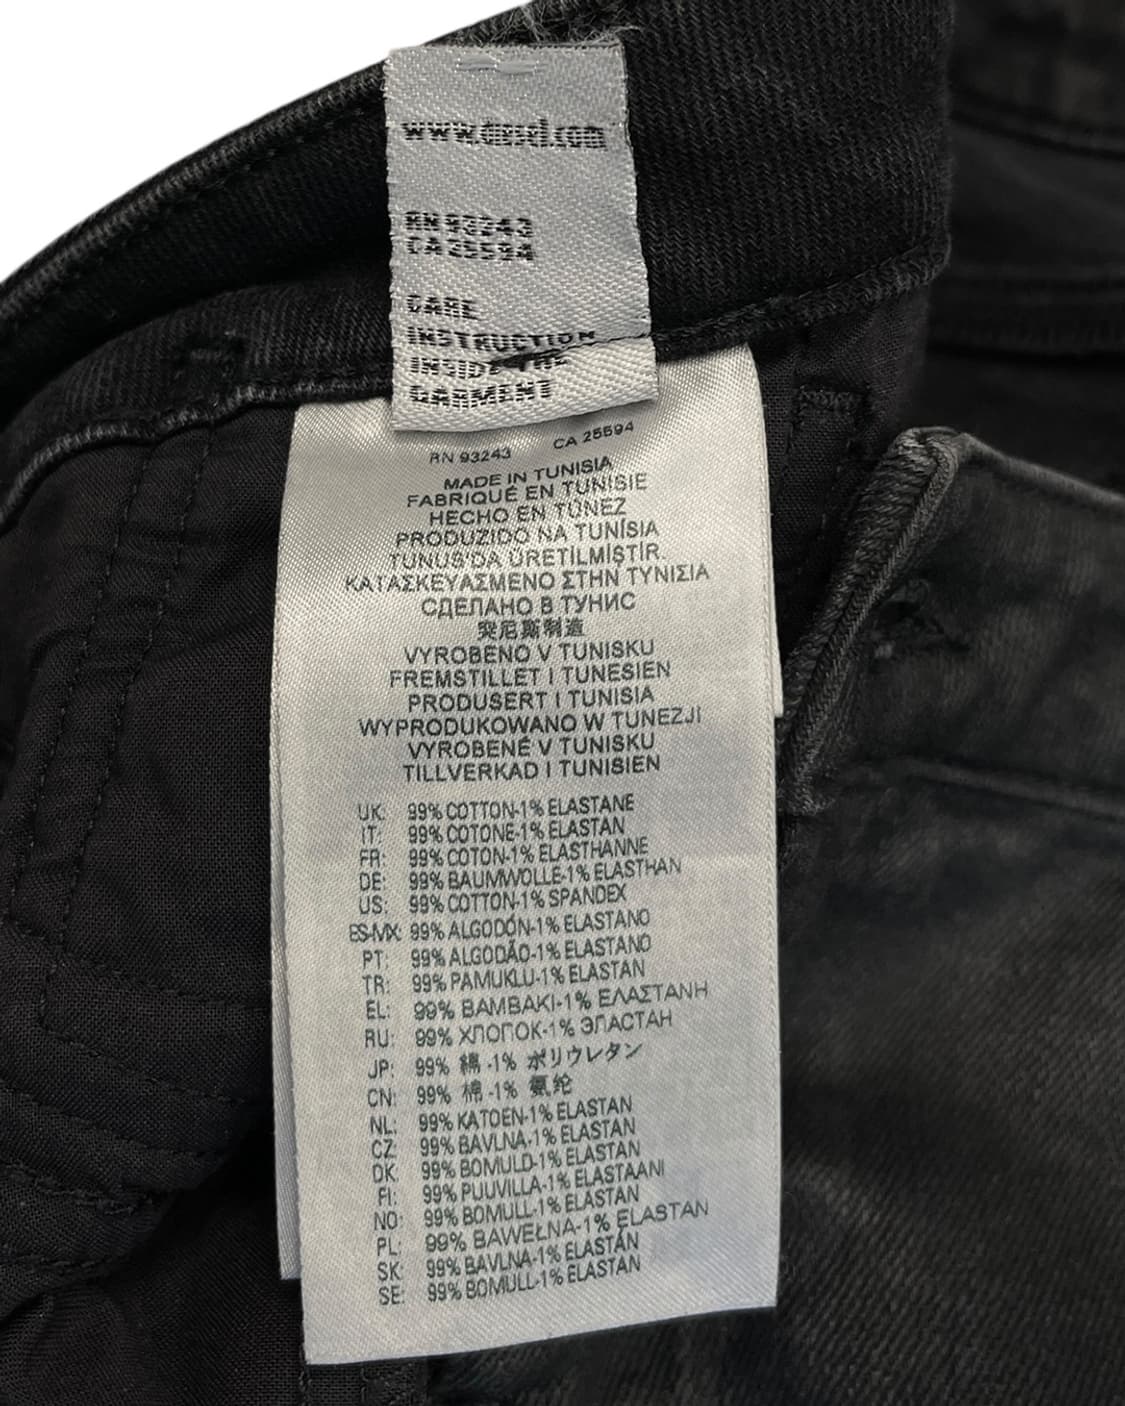 www.diesel.com
RN 93243
CA 25594
CARE
INSTRUCTION
INSIDE THE
GARMENT
RN 93243 CA 25594
MADE IN TUNISIA
FABRIQUÉ EN TUNISIE
HECHO EN TÚNEZ
PRODUZIDO NA TUNÍSIA
TUNUS'DA ÜRETİLMİŞTİR.
ΚΑΤΑΣΚΕΥΑΣΜΕΝΟ ΣΤΗΝ ΤΥΝΙΣΙΑ
СДЕЛАНО В ТУНИС
突尼斯制造
VYROBENO V TUNISKU
FREMSTILLET I TUNESIEN
PRODUSERT I TUNISIA
WYPRODUKOWANO W TUNEZJI
VYROBENÉ V TUNISKU
TILLVERKAD I TUNISIEN
UK: 99% COTTON-1% ELASTANE
IT: 99% COTONE-1% ELASTAN
FR: 99% COTON-1% ELASTHANNE
DE: 99% BAUMWOLLE-1% ELASTHAN
US: 99% COTTON-1% SPANDEX
ES-MX: 99% ALGODÓN-1% ELASTANO
PT: 99% ALGODÃO-1% ELASTANO
TR: 99% PAMUKLU-1% ELASTAN
EL: 99% ΒΑΜΒΑΚΙ-1% ΕΛΑΣΤΑΝΗ
RU: 99% ХЛОПОК-1% ЭЛАСТАН
JP: 99% 綿 -1% ポリウレタン
CN: 99% 棉 -1% 氨纶
NL: 99% KATOEN-1% ELASTAN
CZ: 99% BAVLNA-1% ELASTAN
DK: 99% BOMULD-1% ELASTAN
FI: 99% PUUVILLA-1% ELASTAANI
NO: 99% BOMULL-1% ELASTAN
PL: 99% BAWEŁNA-1% ELASTAN
SK: 99% BAVLNA-1% ELASTAN
SE: 99% BOMULL-1% ELASTAN